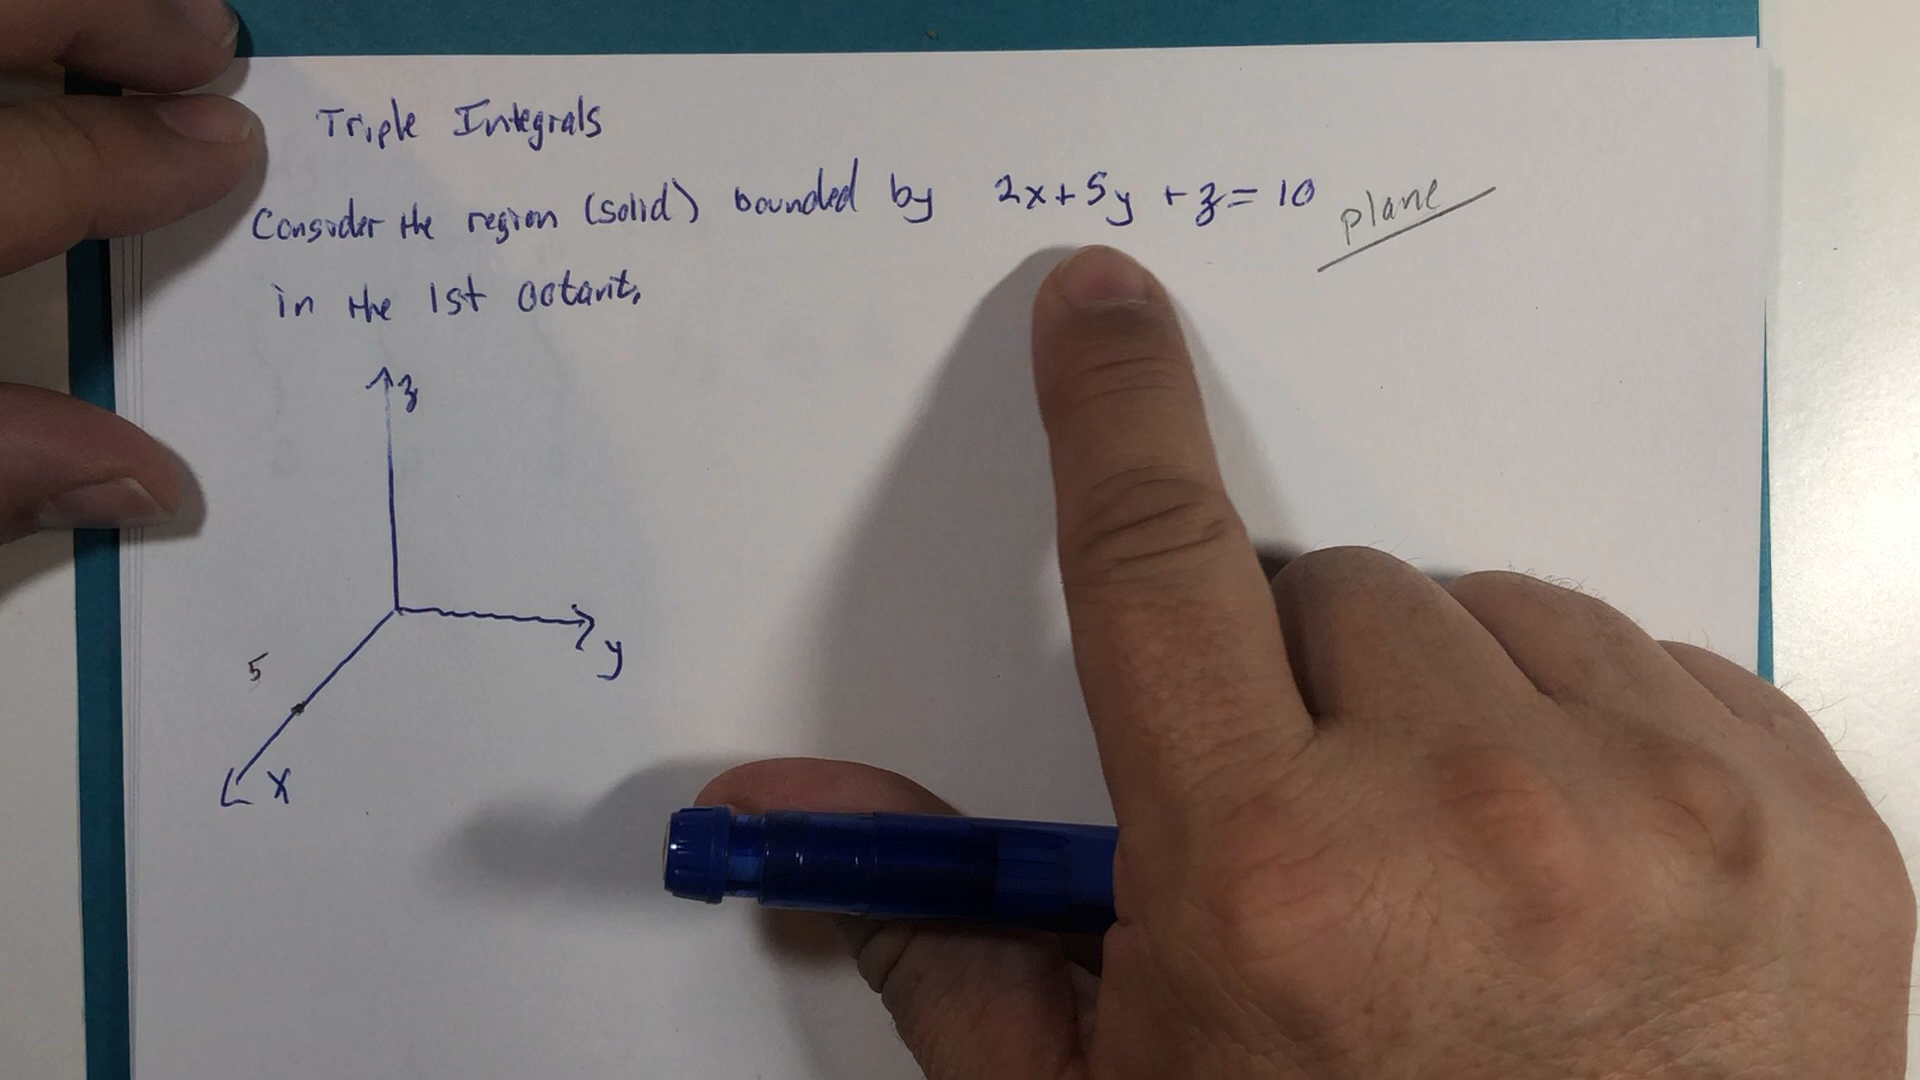 Triple Integrals
Consider the region (solid) bounded by 2x+5y+z=10 plane
in the 1st octant.
z
y
5
x